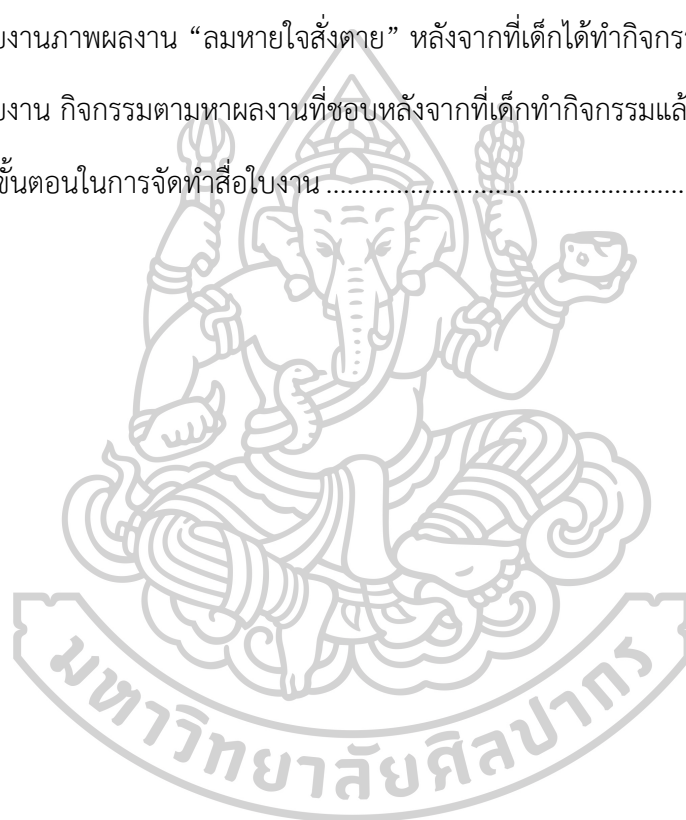 บงานภาพผลงาน “ลมหายใจสั่งตาย” หลังจากที่เด็กได้ทำกิจกรร
บงาน กิจกรรมตามหาผลงานที่ชอบหลังจากที่เด็กทำกิจกรรมแล้
ขั้นตอนในการจัดทำสื่อใบงาน ......................................................
มหาวิทยาลัยศิลปากร